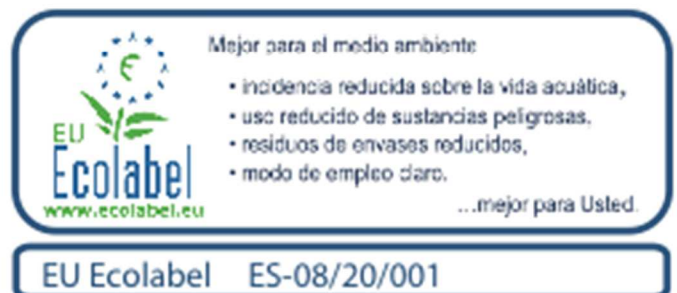 Mejor para el medio ambiente
• incidencia reducida sobre la vida acuática,
• uso reducido de sustancias peligrosas,
• residuos de envases reducidos,
• modo de empleo claro.
...mejor para Usted.
EU
Ecolabel
www.ecolabel.eu
EU Ecolabel ES-08/20/001